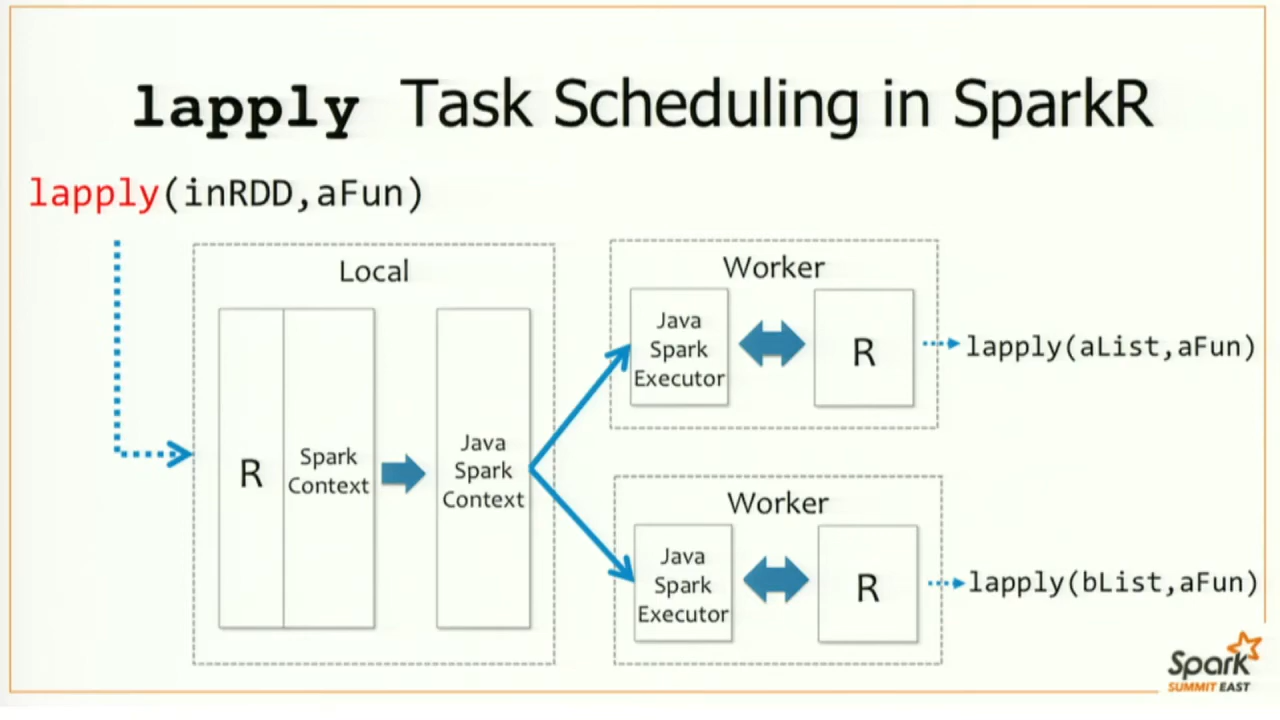 lapply Task Scheduling in SparkR
lapply(inRDD,aFun)
Local
R
Spark
Context
Java
Spark
Context
Worker
Java
Spark
Executor
R
lapply(aList,aFun)
Worker
Java
Spark
Executor
R
lapply(bList,aFun)
Spark
SUMMIT EAST